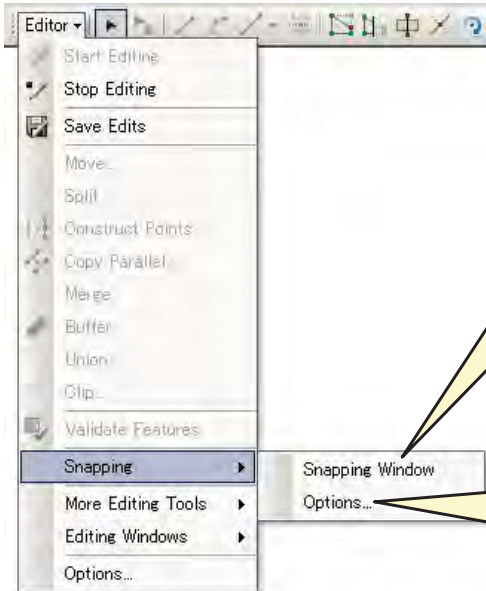 Editor
Start Editing
Stop Editing
Save Edits
Move...
Split...
Construct Points...
Copy Parallel...
Merge...
Buffer...
Union...
Clip...
Validate Features
Snapping
Snapping Window
Options...
More Editing Tools
Editing Windows
Options...